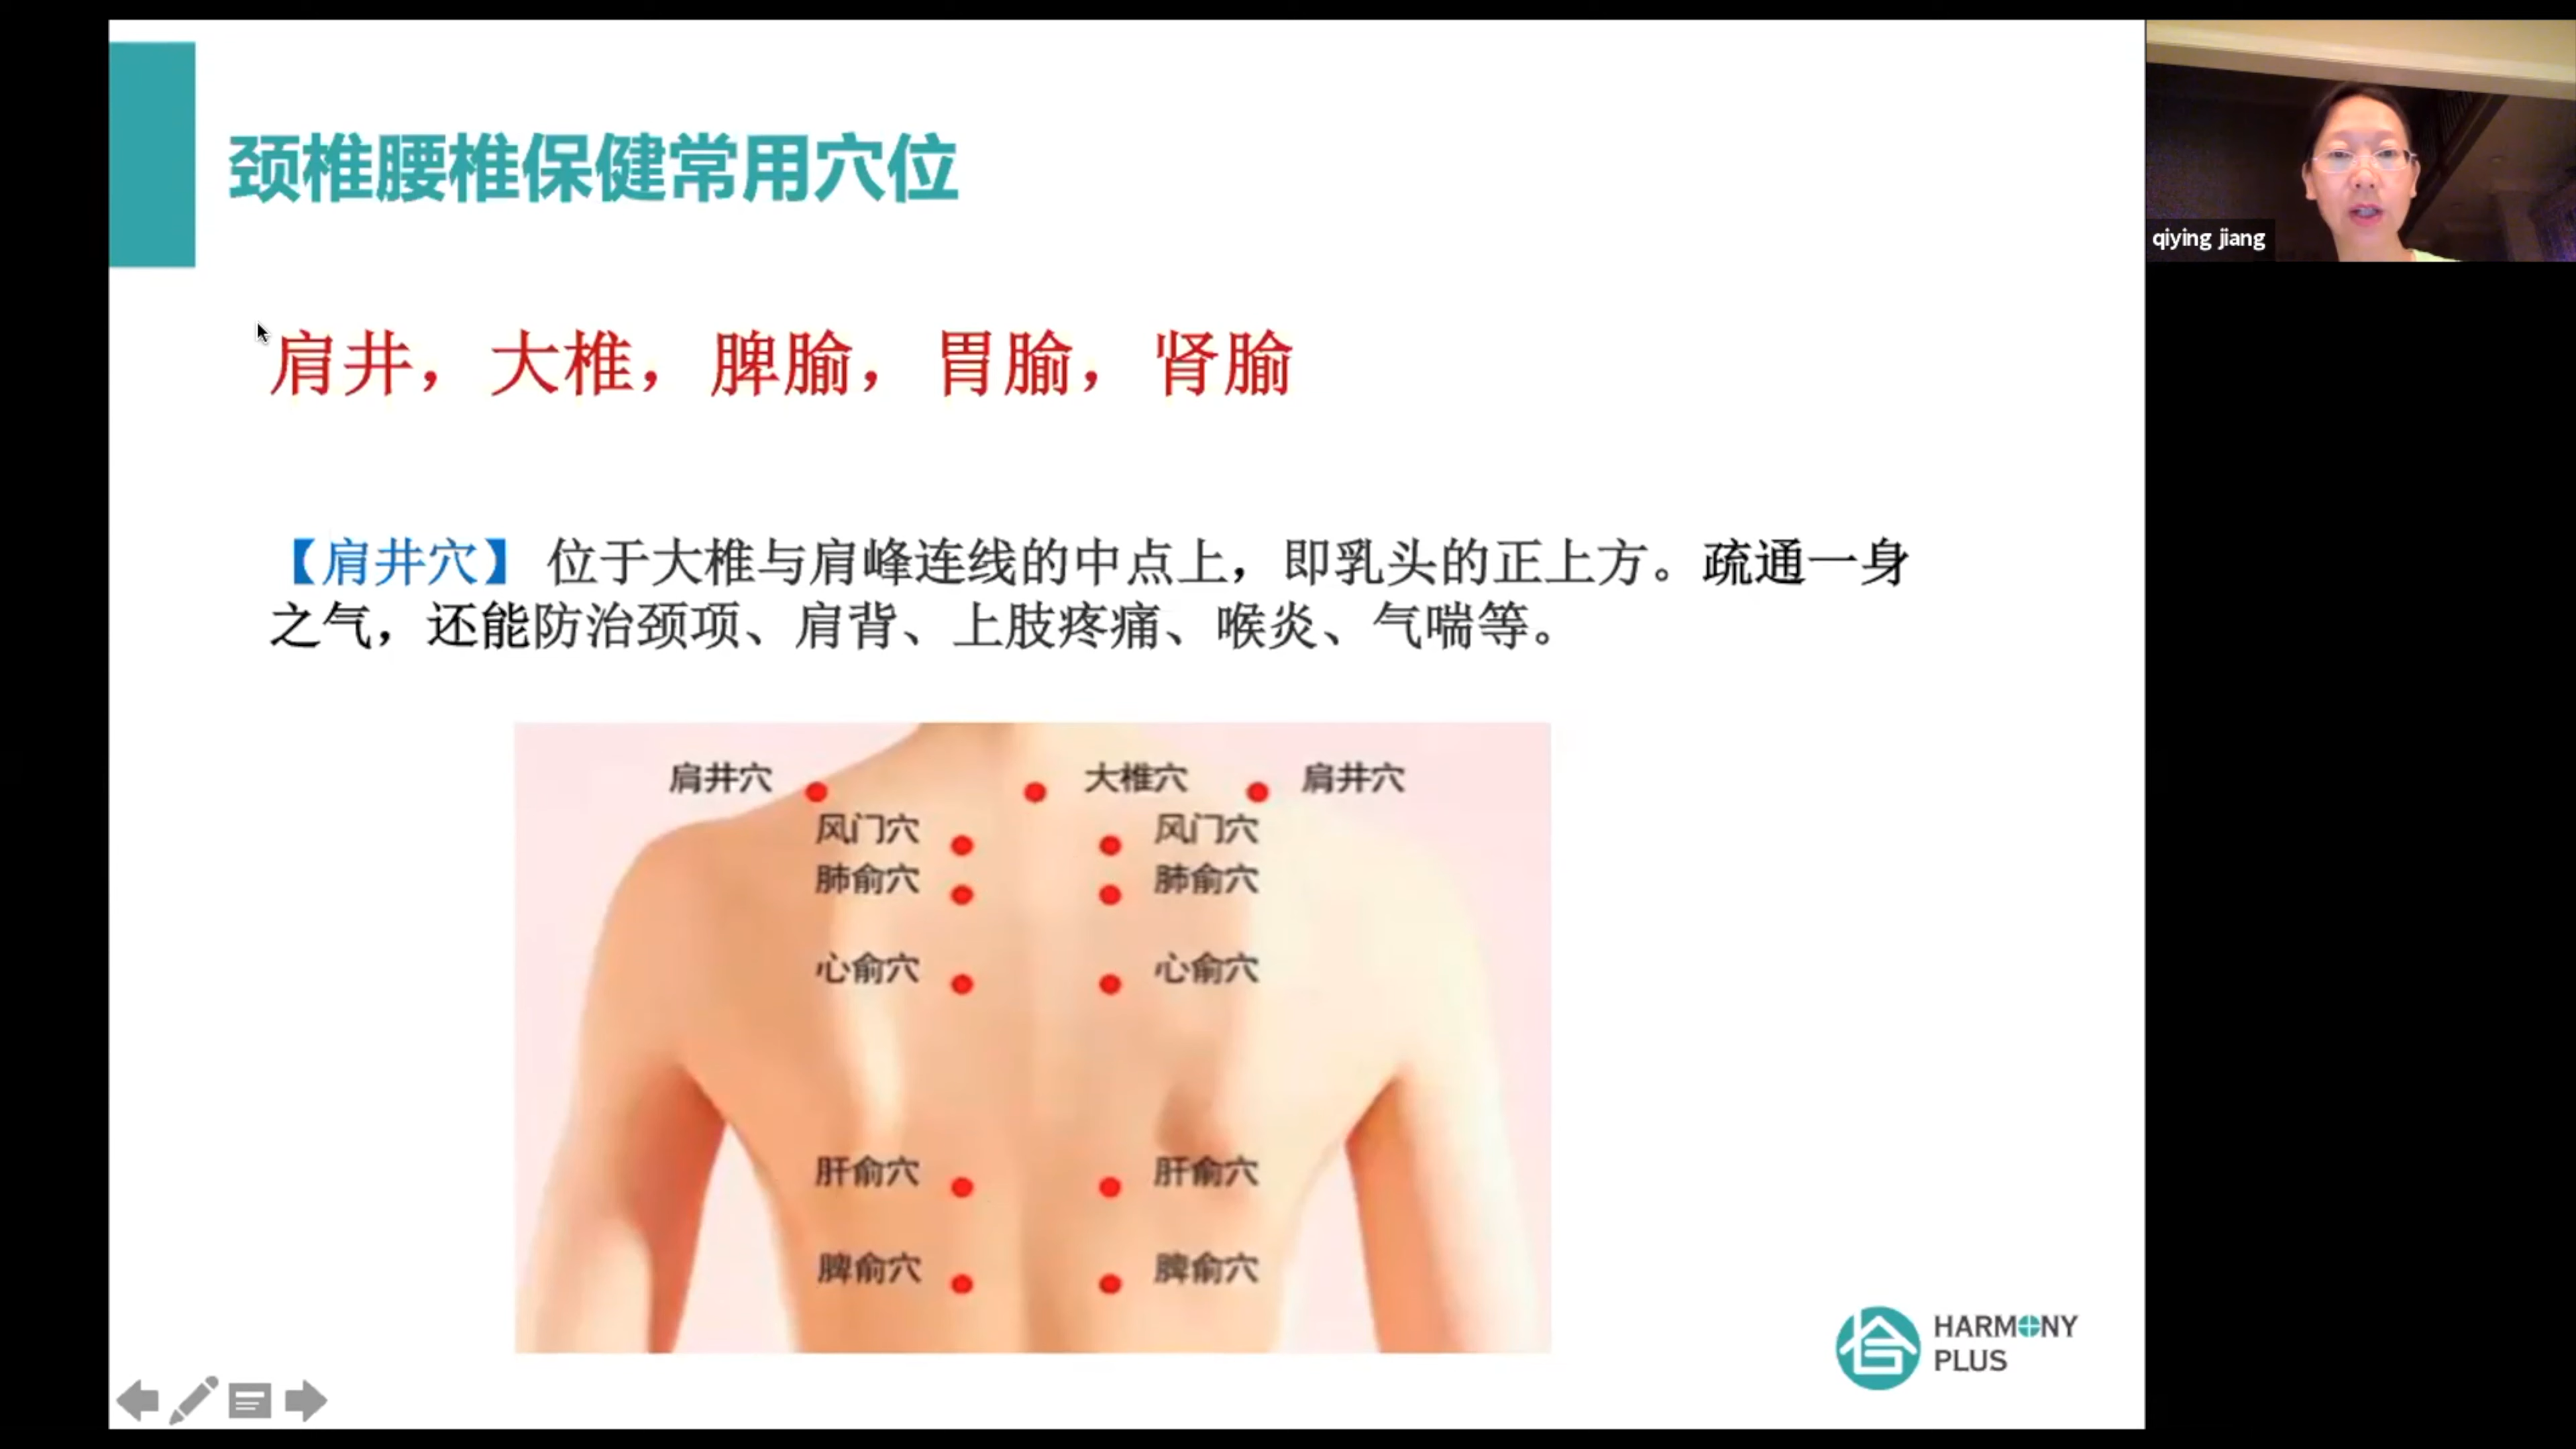 颈椎腰椎保健常用穴位
qiying jiang
肩井，大椎，脾腧，胃腧，肾腧
【肩井穴】 位于大椎与肩峰连线的中点上，即乳头的正上方。疏通一身
之气，还能防治颈项、肩背、上肢疼痛、喉炎、气喘等。
肩井穴 大椎穴 肩井穴
风门穴 风门穴
肺俞穴 肺俞穴
心俞穴 心俞穴
肝俞穴 肝俞穴
脾俞穴 脾俞穴
HARMONY
PLUS